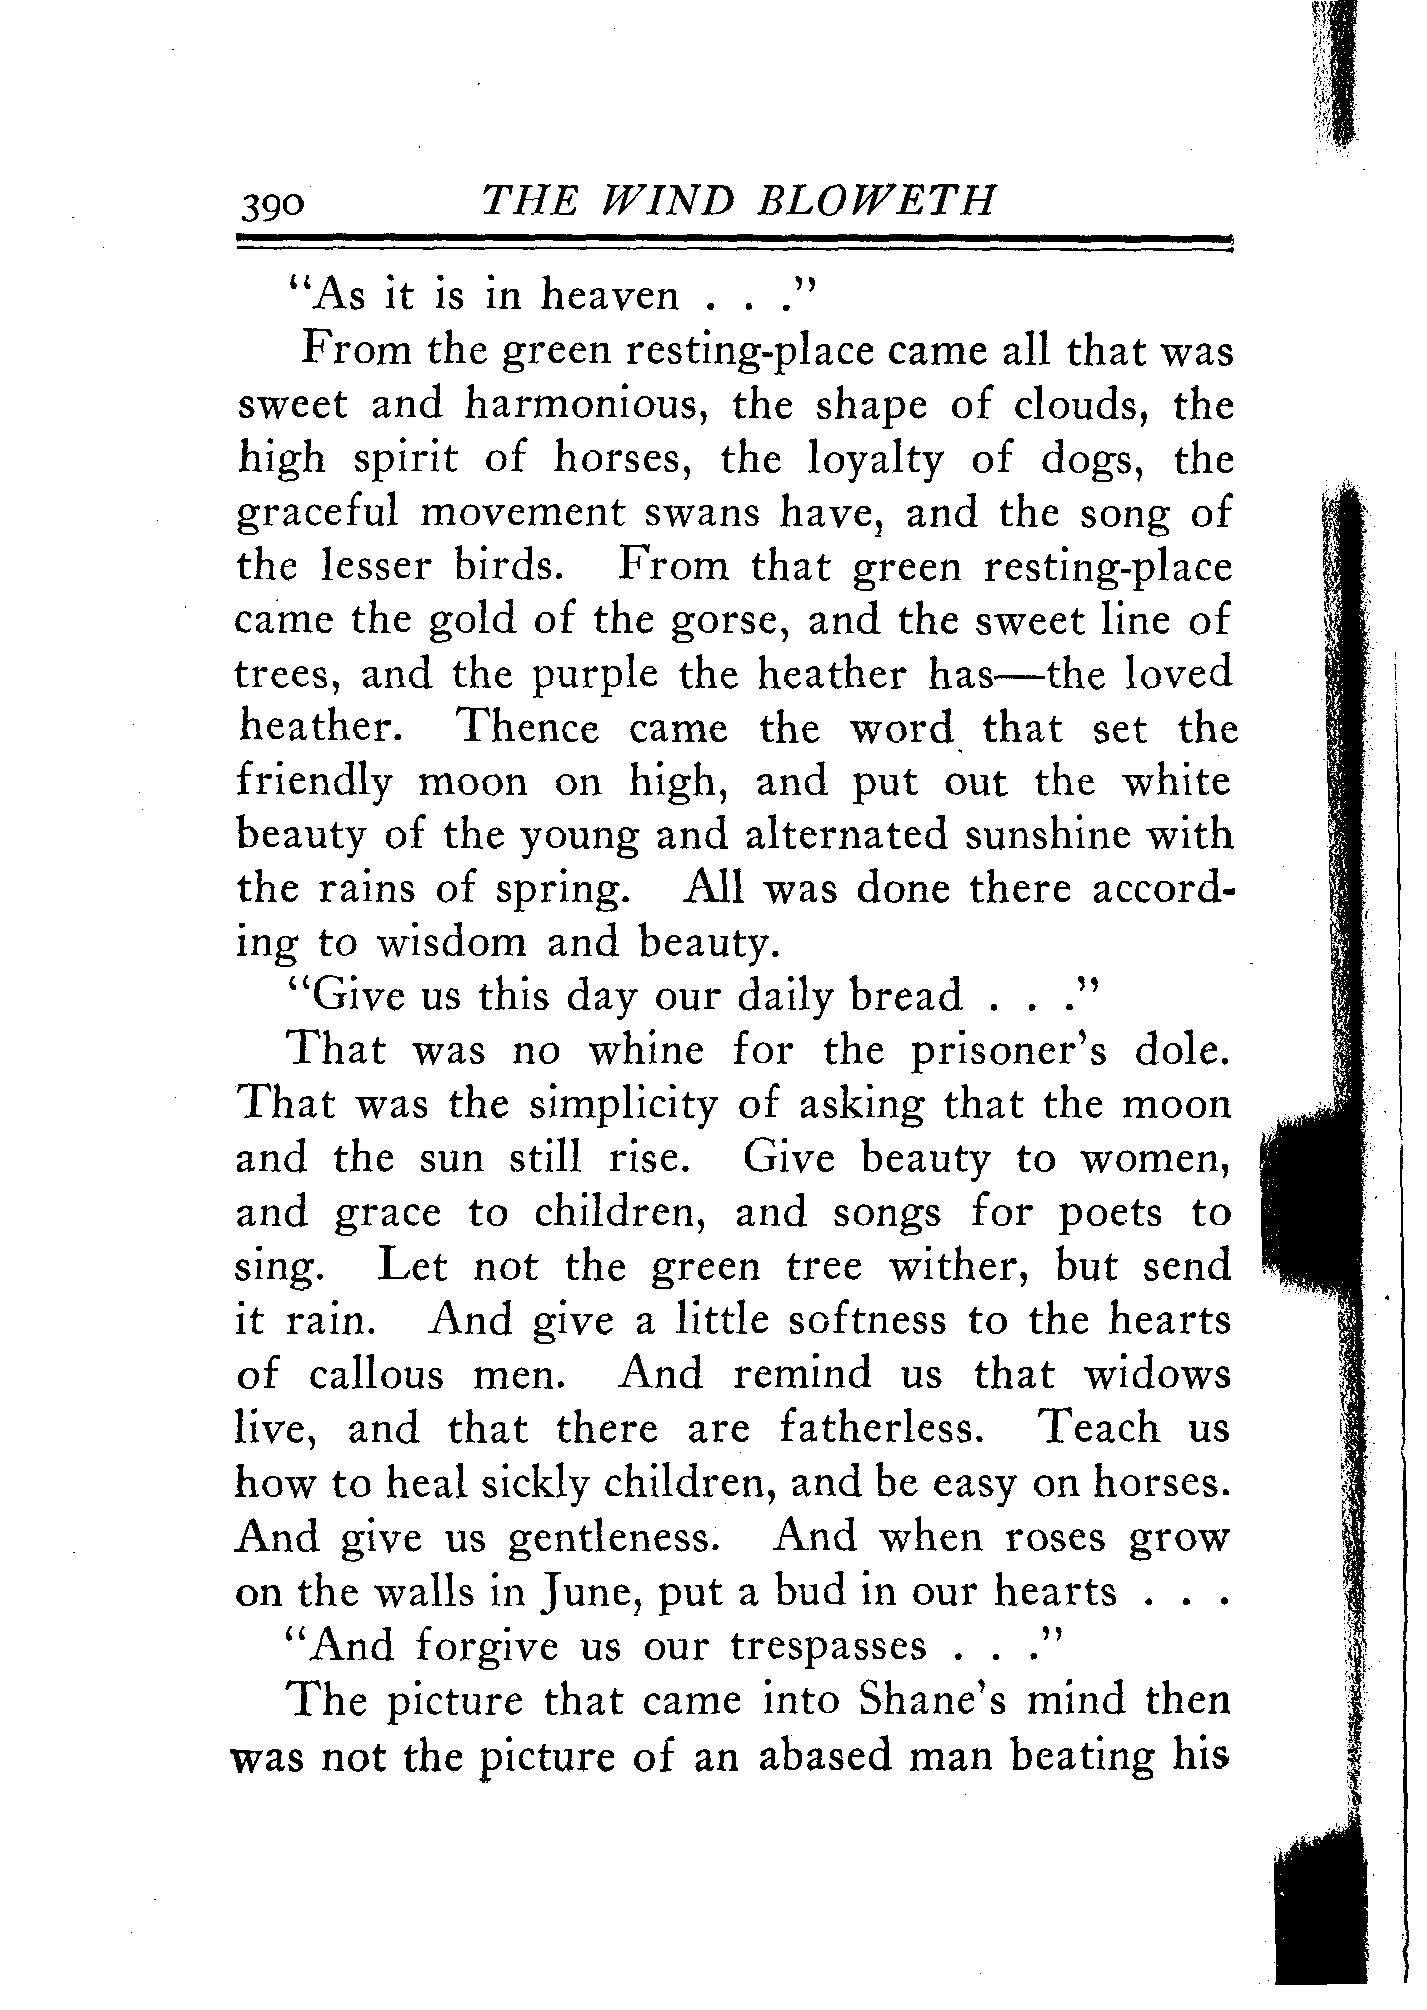 390 THE WIND BLOWETH
"As it is in heaven . . ."
From the green resting-place came all that was
sweet and harmonious, the shape of clouds, the
high spirit of horses, the loyalty of dogs, the
graceful movement swans have, and the song of
the lesser birds. From that green resting-place
came the gold of the gorse, and the sweet line of
trees, and the purple the heather has—the loved
heather. Thence came the word that set the
friendly moon on high, and put out the white
beauty of the young and alternated sunshine with
the rains of spring. All was done there accord-
ing to wisdom and beauty.
"Give us this day our daily bread . . ."
That was no whine for the prisoner's dole.
That was the simplicity of asking that the moon
and the sun still rise. Give beauty to women,
and grace to children, and songs for poets to
sing. Let not the green tree wither, but send
it rain. And give a little softness to the hearts
of callous men. And remind us that widows
live, and that there are fatherless. Teach us
how to heal sickly children, and be easy on horses.
And give us gentleness. And when roses grow
on the walls in June, put a bud in our hearts . . .
"And forgive us our trespasses . . ."
The picture that came into Shane's mind then
was not the picture of an abased man beating his